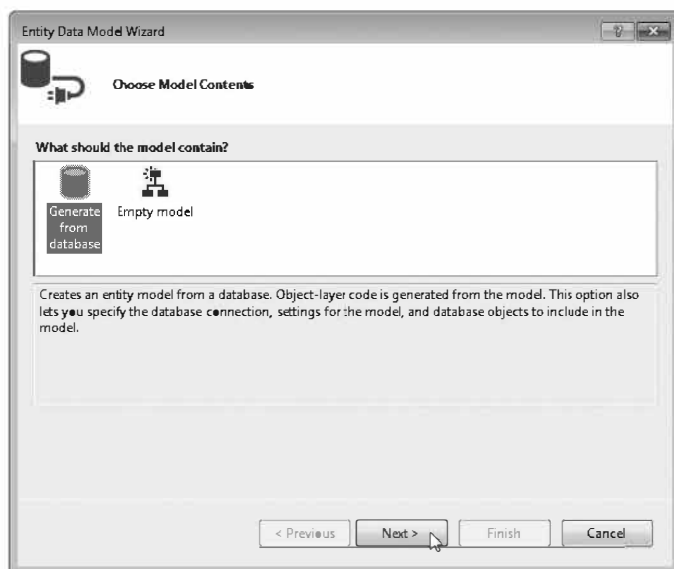 Entity Data Model Wizard
Choose Model Contents
What should the model contain?
Generate
from
database
Empty model
Creates an entity model from a database. Object-layer code is generated from the model. This option also
lets you specify the database connection, settings for the model, and database objects to include in the
model.
< Previous
Next >
Finish
Cancel